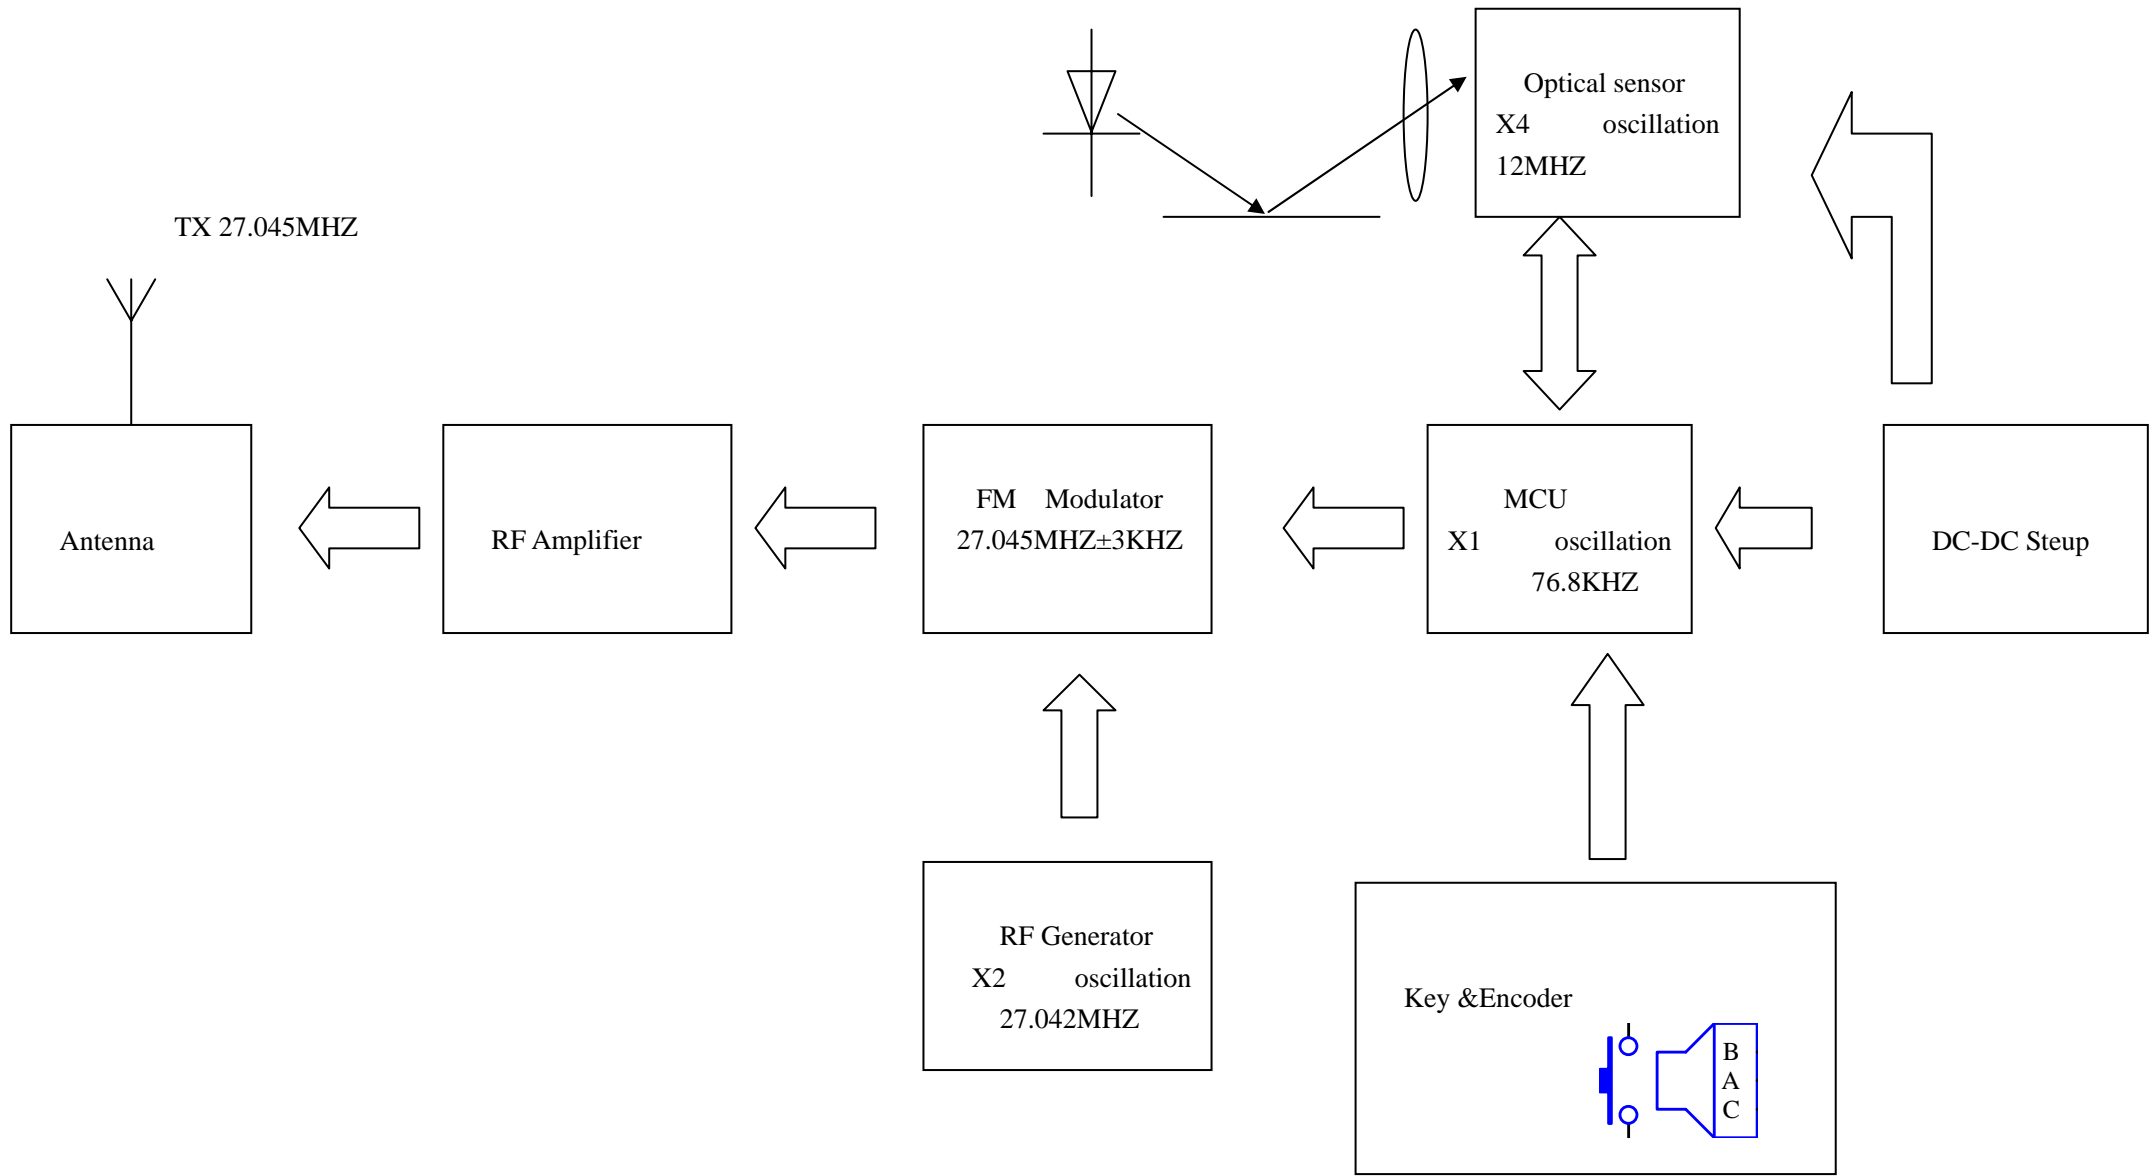 Optical sensor
X4 oscillation
12MHZ
TX 27.045MHZ
Antenna
RF Amplifier
FM Modulator
27.045MHZ±3KHZ
MCU
X1 oscillation
76.8KHZ
DC-DC Steup
RF Generator
X2 oscillation
27.042MHZ
Key &Encoder
B
A
C